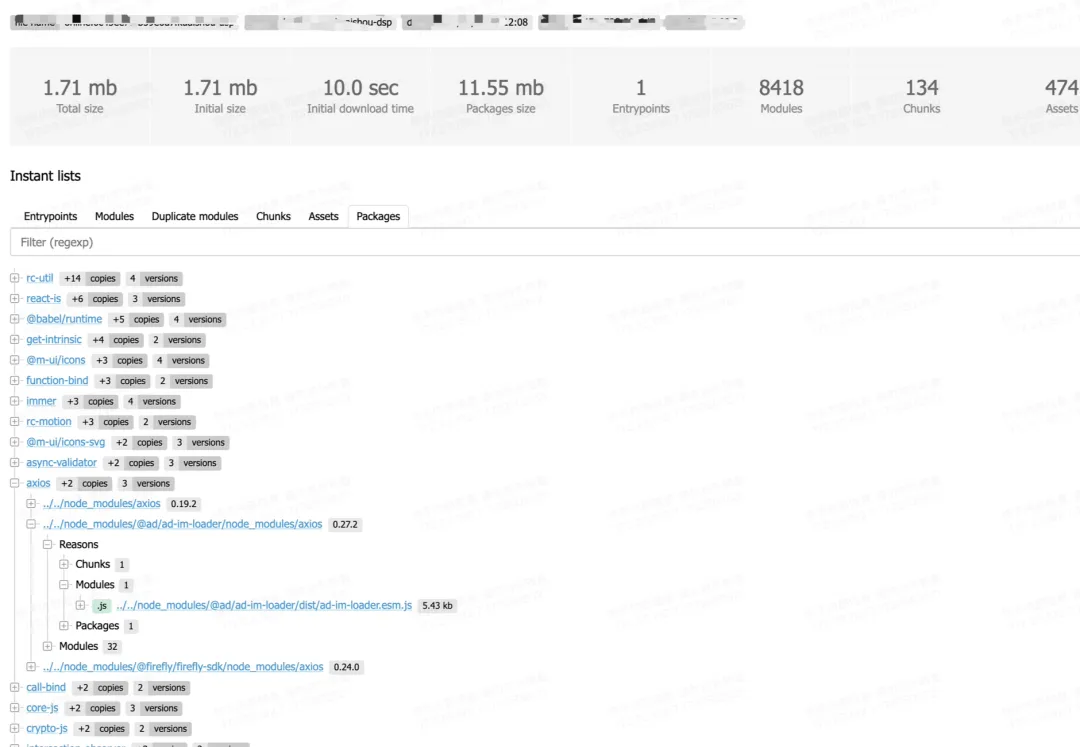 1.71 mb 1.71 mb 10.0 sec 11.55 mb 1 8418 134 474
Total size Initial size Initial download time Packages size Entrypoints Modules Chunks Assets
Instant lists
Entrypoints Modules Duplicate modules Chunks Assets Packages
Filter (regexp)
rc-util +14 copies 4 versions
react-is +6 copies 3 versions
@babel/runtime +5 copies 4 versions
get-intrinsic +4 copies 2 versions
@m-ui/icons +3 copies 4 versions
function-bind +3 copies 2 versions
immer +3 copies 4 versions
rc-motion +3 copies 2 versions
@m-ui/icons-svg +2 copies 3 versions
async-validator +2 copies 3 versions
axios +2 copies 3 versions
../../node_modules/axios 0.19.2
../../node_modules/@ad/ad-im-loader/node_modules/axios 0.27.2
Reasons
Chunks 1
Modules 1
.js ../../node_modules/@ad/ad-im-loader/dist/ad-im-loader.esm.js 5.43 kb
Packages 1
Modules 32
../../node_modules/@firefly/firefly-sdk/node_modules/axios 0.24.0
call-bind +2 copies 2 versions
core-js +2 copies 3 versions
crypto-js +2 copies 2 versions